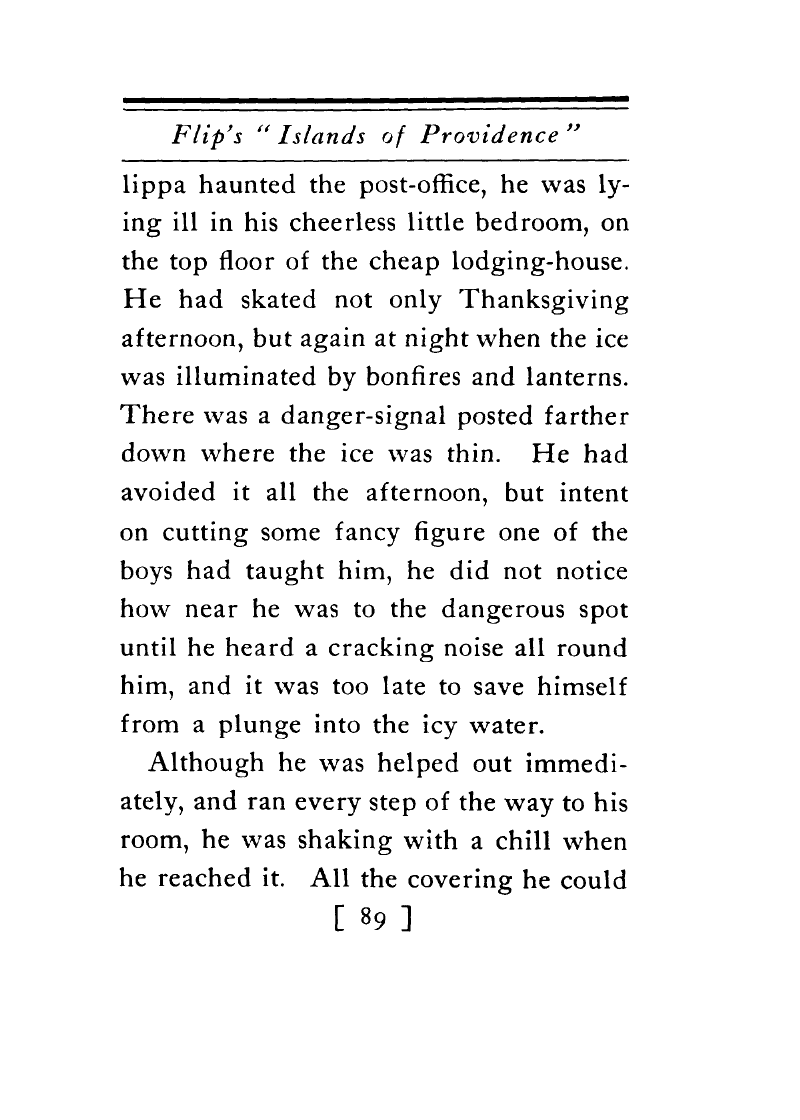 Flip's "Islands of Providence"
lippa haunted the post-office, he was ly-
ing ill in his cheerless little bedroom, on
the top floor of the cheap lodging-house.
He had skated not only Thanksgiving
afternoon, but again at night when the ice
was illuminated by bonfires and lanterns.
There was a danger-signal posted farther
down where the ice was thin. He had
avoided it all the afternoon, but intent
on cutting some fancy figure one of the
boys had taught him, he did not notice
how near he was to the dangerous spot
until he heard a cracking noise all round
him, and it was too late to save himself
from a plunge into the icy water.
Although he was helped out immedi-
ately, and ran every step of the way to his
room, he was shaking with a chill when
he reached it. All the covering he could
[ 89 ]